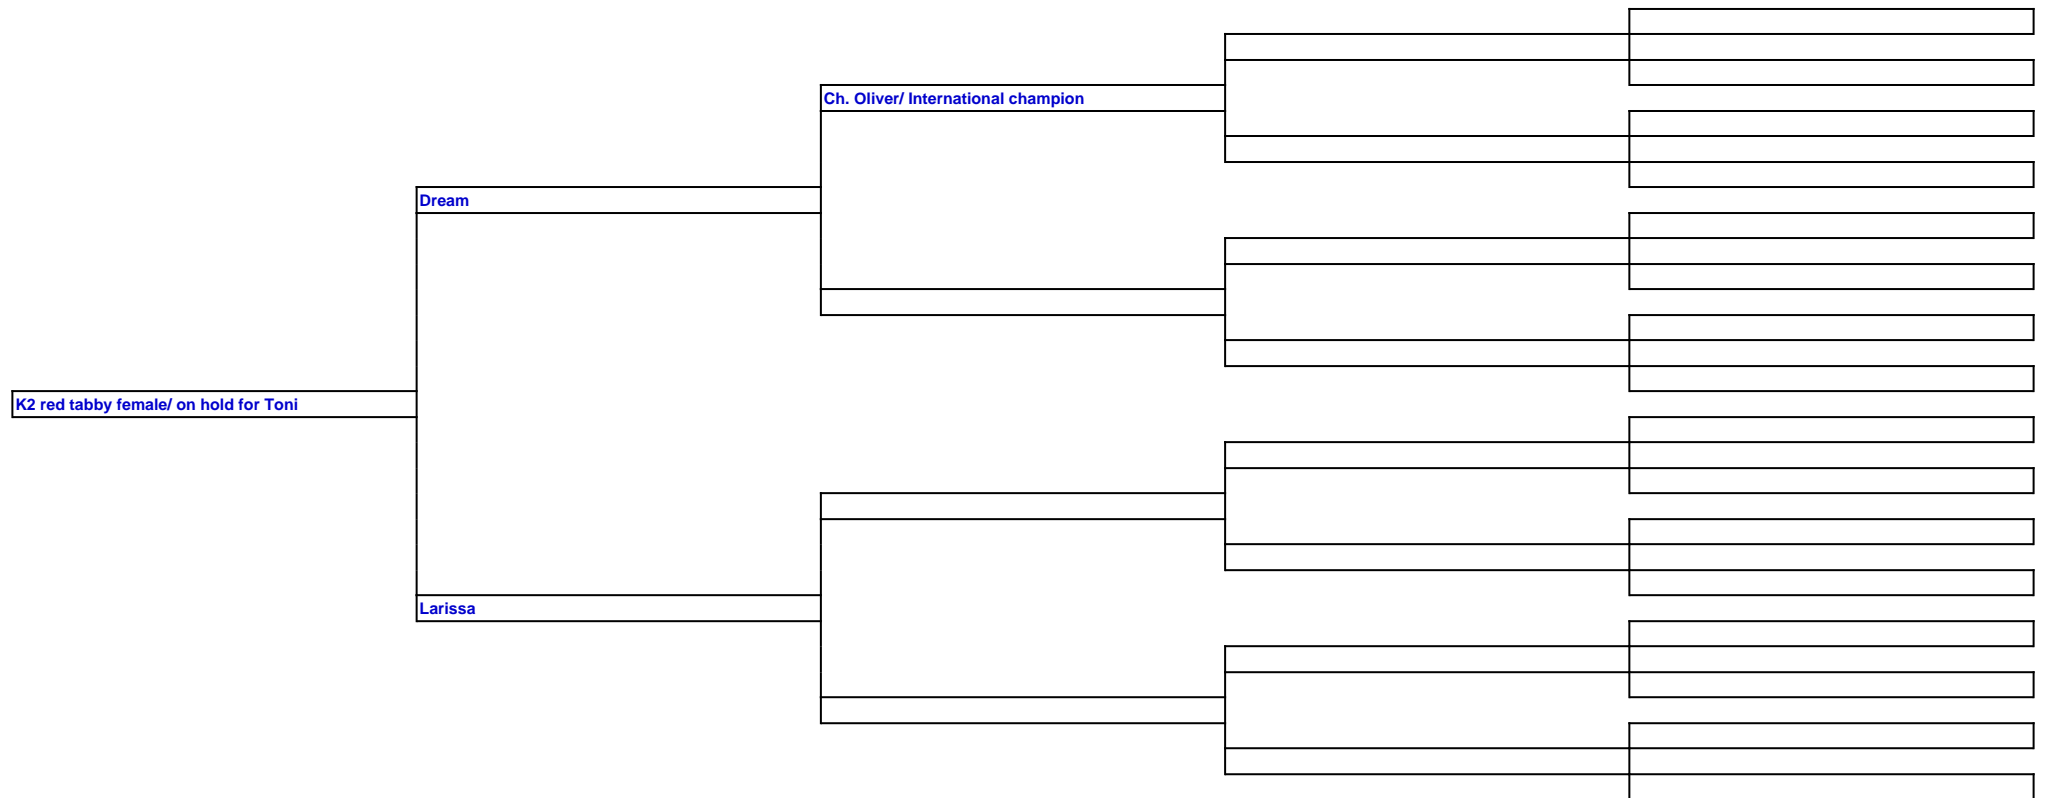 Ch. Oliver/ International champion
Dream
K2 red tabby female/ on hold for Toni
Larissa